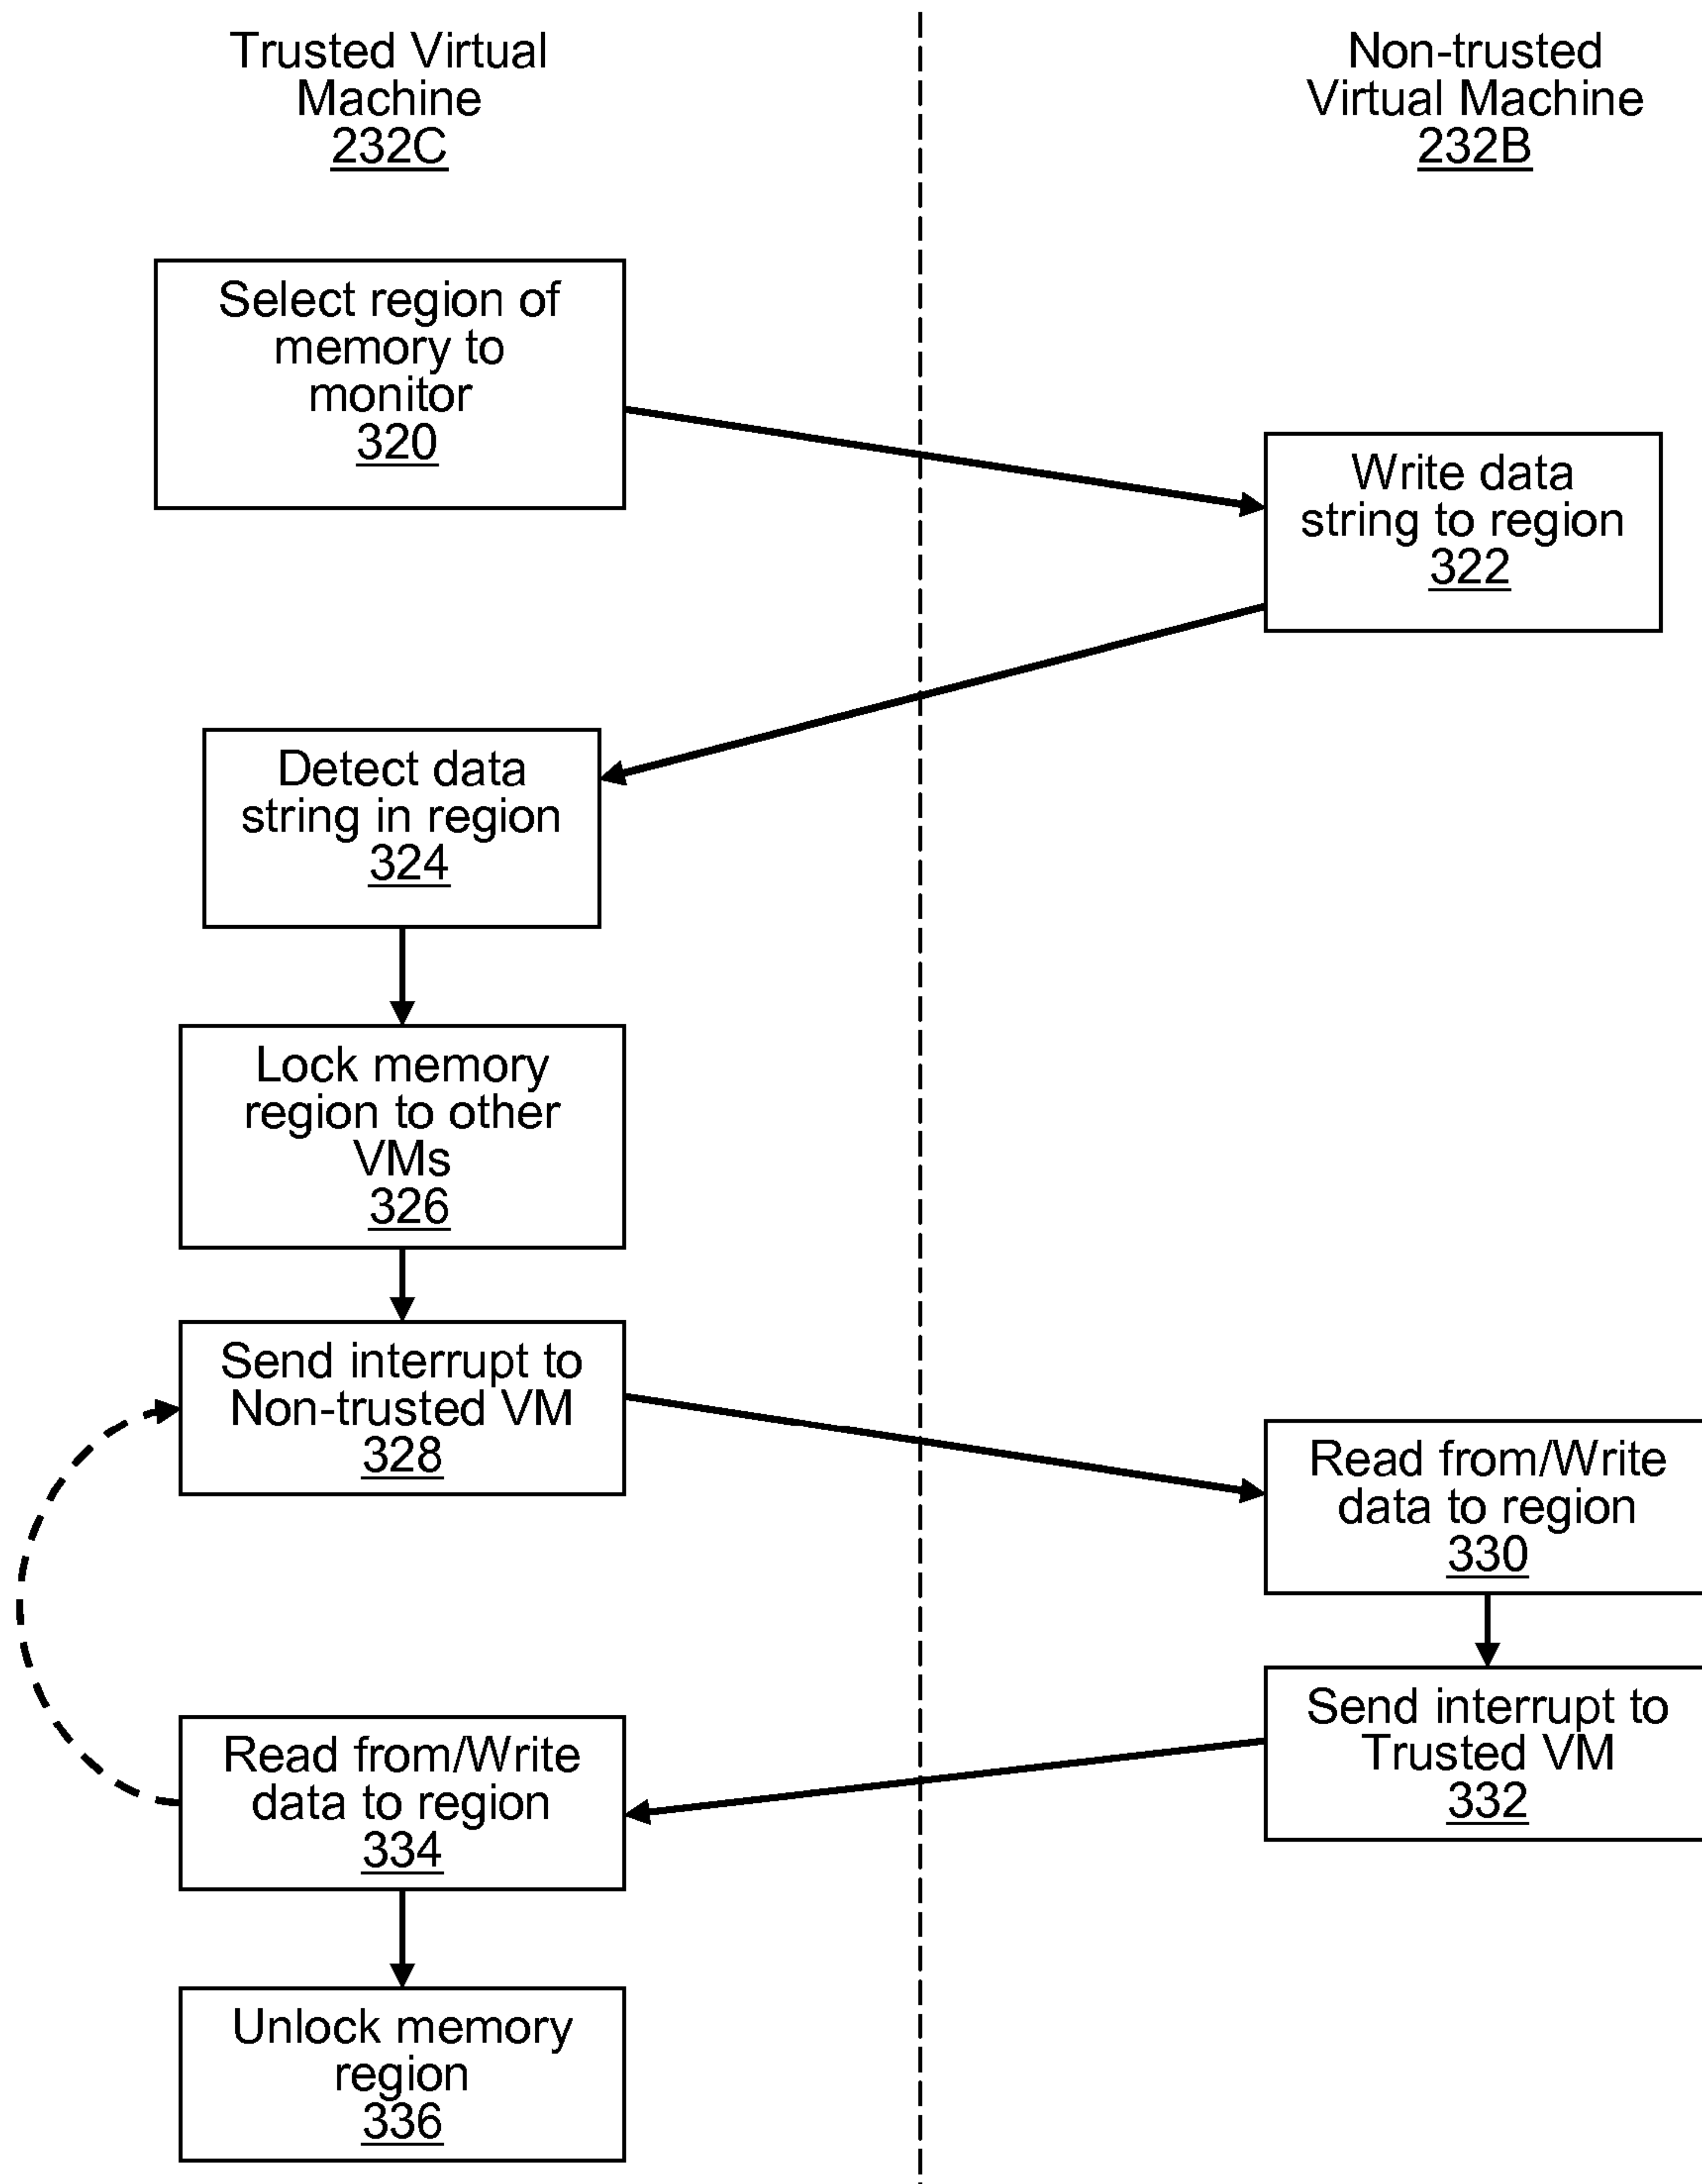 Trusted Virtual
Machine
232C
Non-trusted
Virtual Machine
232B
Select region of
memory to
monitor
320
Write data
string to region
322
Detect data
string in region
324
Lock memory
region to other
VMs
326
Send interrupt to
Non-trusted VM
328
Read from/Write
data to region
330
Send interrupt to
Trusted VM
332
Read from/Write
data to region
334
Unlock memory
region
336